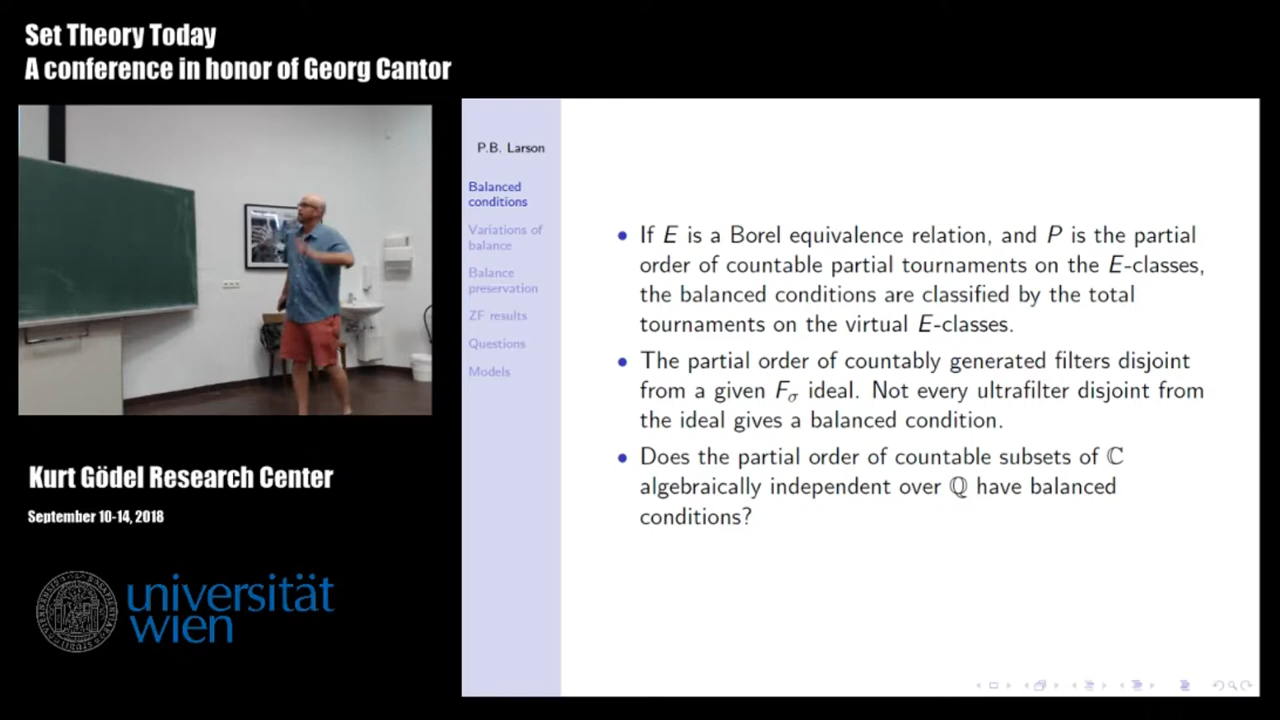 Set Theory Today
A conference in honor of Georg Cantor
P.B. Larson
Balanced
conditions
Variations of
balance
Balance
preservation
ZF results
Questions
Models
• If E is a Borel equivalence relation, and P is the partial
order of countable partial tournaments on the E-classes,
the balanced conditions are classified by the total
tournaments on the virtual E-classes.
• The partial order of countably generated filters disjoint
from a given Fσ ideal. Not every ultrafilter disjoint from
the ideal gives a balanced condition.
• Does the partial order of countable subsets of ℂ
algebraically independent over ℚ have balanced
conditions?
Kurt Gödel Research Center
September 10-14, 2018
universität
wien